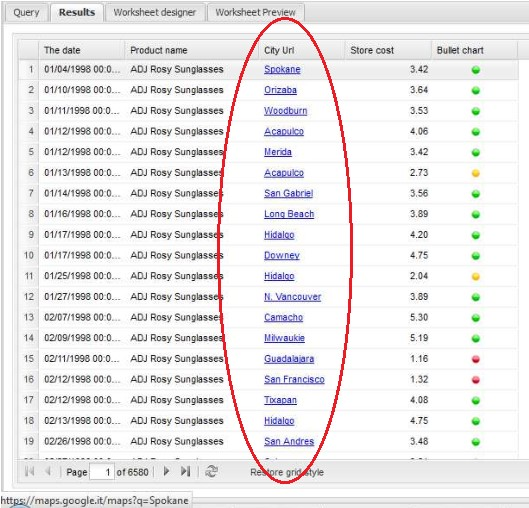 Query Results Worksheet designer Worksheet Preview
The date Product name City Url Store cost Bullet chart
1 01/04/1998 00:0... ADJ Rosy Sunglasses Spokane 3.42
2 01/10/1998 00:0... ADJ Rosy Sunglasses Orizaba 3.64
3 01/11/1998 00:0... ADJ Rosy Sunglasses Woodburn 3.53
4 01/12/1998 00:0... ADJ Rosy Sunglasses Acapulco 4.06
5 01/12/1998 00:0... ADJ Rosy Sunglasses Merida 3.42
6 01/13/1998 00:0... ADJ Rosy Sunglasses Acapulco 2.73
7 01/14/1998 00:0... ADJ Rosy Sunglasses San Gabriel 3.56
8 01/16/1998 00:0... ADJ Rosy Sunglasses Long Beach 3.89
9 01/17/1998 00:0... ADJ Rosy Sunglasses Hidalgo 4.20
10 01/17/1998 00:0... ADJ Rosy Sunglasses Downey 4.75
11 01/25/1998 00:0... ADJ Rosy Sunglasses Hidalgo 2.04
12 01/27/1998 00:0... ADJ Rosy Sunglasses N. Vancouver 3.89
13 02/07/1998 00:0... ADJ Rosy Sunglasses Camacho 5.30
14 02/09/1998 00:0... ADJ Rosy Sunglasses Milwaukie 5.19
15 02/11/1998 00:0... ADJ Rosy Sunglasses Guadalajara 1.16
16 02/12/1998 00:0... ADJ Rosy Sunglasses San Francisco 1.32
17 02/12/1998 00:0... ADJ Rosy Sunglasses Tixapan 4.08
18 02/13/1998 00:0... ADJ Rosy Sunglasses Hidalgo 4.75
19 02/26/1998 00:0... ADJ Rosy Sunglasses San Andres 3.48
Page 1 of 6580 Restore grid style
https://maps.google.it/maps?q=Spokane